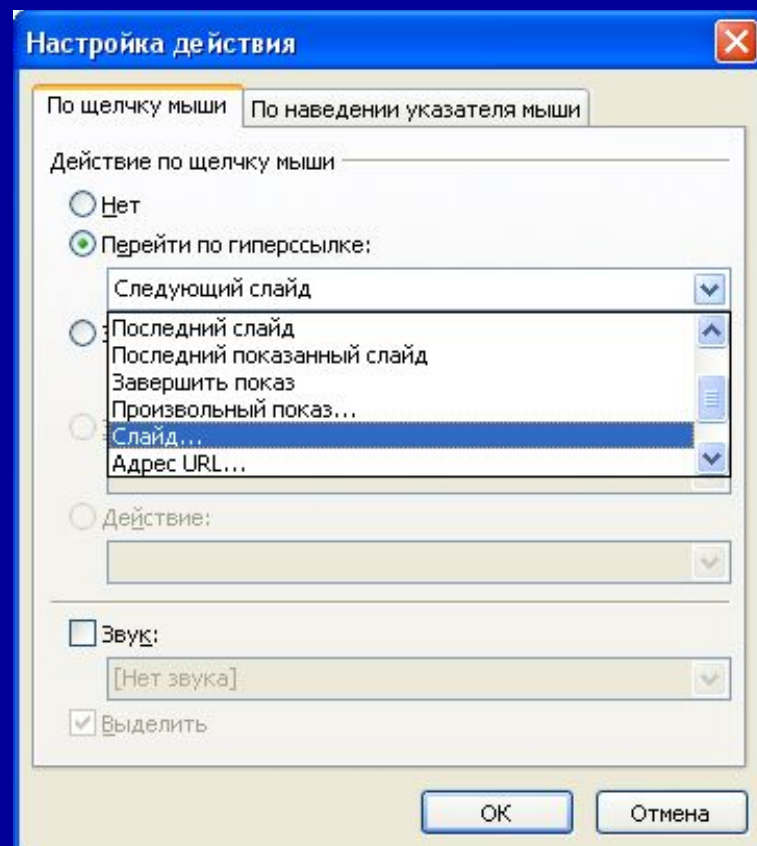 Настройка действия
По щелчку мыши По наведении указателя мыши
Действие по щелчку мыши
Нет
Перейти по гиперссылке:
Следующий слайд
Последний слайд
Последний показанный слайд
Завершить показ
Произвольный показ...
Слайд...
Адрес URL...
Действие:
Звук:
[Нет звука]
Выделить
ОК Отмена